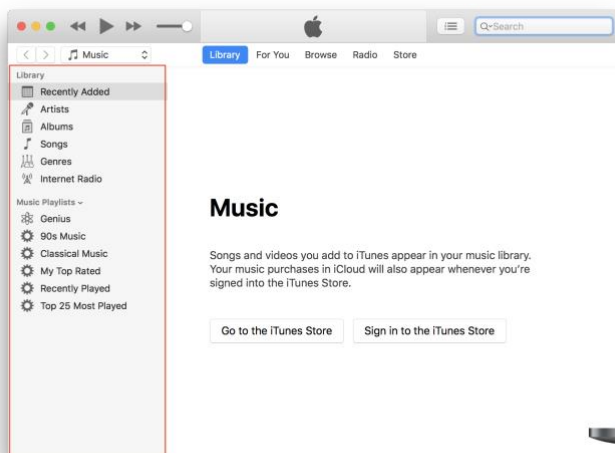 Search
Music
Library For You Browse Radio Store
Library
Recently Added
Artists
Albums
Songs
Genres
Internet Radio
Music Playlists
Genius
90s Music
Classical Music
My Top Rated
Recently Played
Top 25 Most Played
Music
Songs and videos you add to iTunes appear in your music library.
Your music purchases in iCloud will also appear whenever you're
signed into the iTunes Store.
Go to the iTunes Store Sign in to the iTunes Store